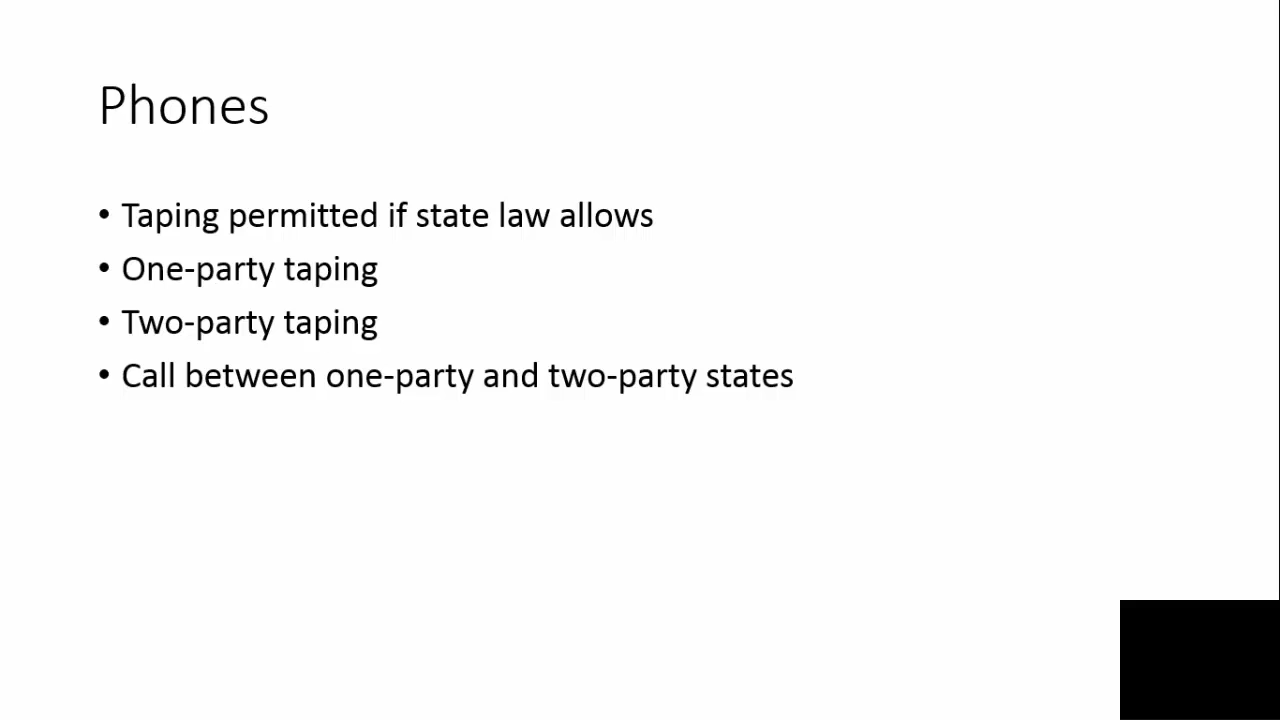 Phones
• Taping permitted if state law allows
• One-party taping
• Two-party taping
• Call between one-party and two-party states